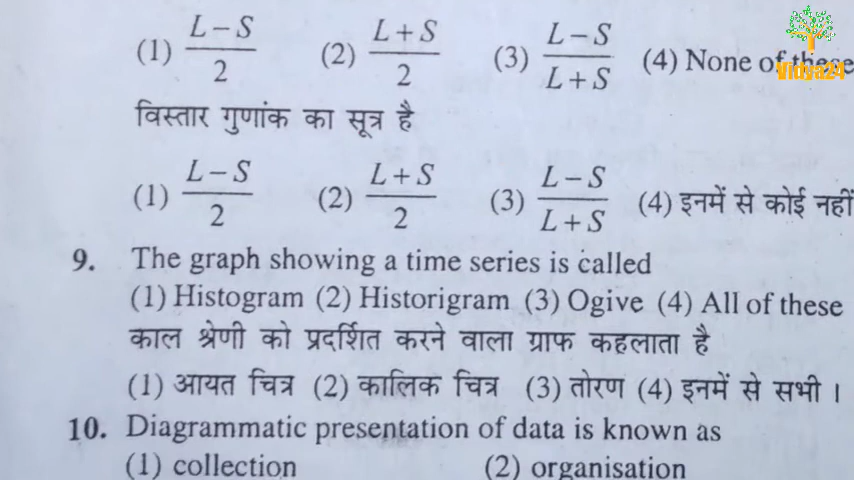 (1) L-S/2 (2) L+S/2 (3) L-S/L+S (4) None of these
Vidya24
विस्तार गुणांक का सूत्र है
(1) L-S/2 (2) L+S/2 (3) L-S/L+S (4) इनमें से कोई नहीं
9. The graph showing a time series is called
(1) Histogram (2) Historigram (3) Ogive (4) All of these
काल श्रेणी को प्रदर्शित करने वाला ग्राफ कहलाता है
(1) आयत चित्र (2) कालिक चित्र (3) तोरण (4) इनमें से सभी ।
10. Diagrammatic presentation of data is known as
(1) collection (2) organisation